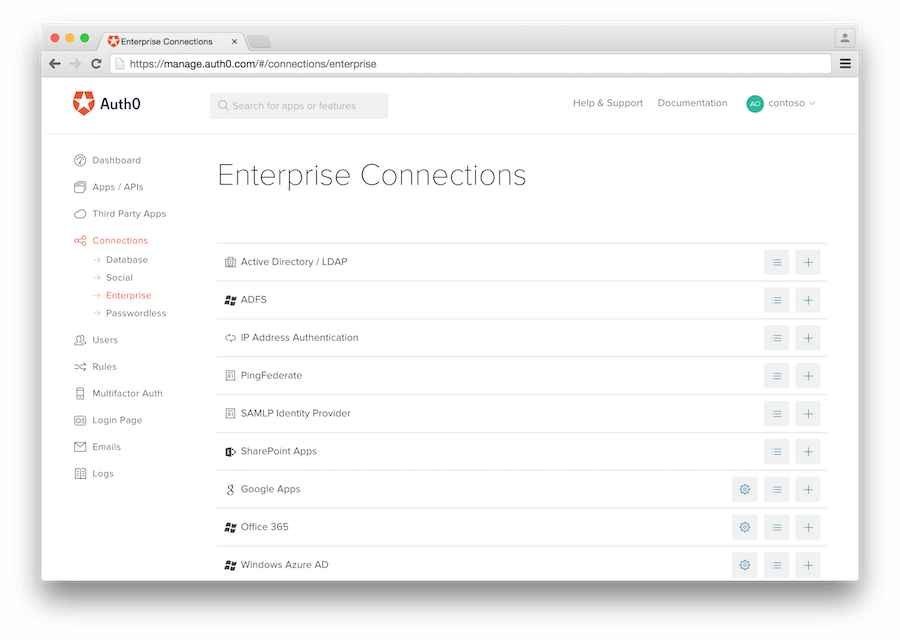 Enterprise Connections
https://manage.auth0.com/#/connections/enterprise
Auth0
Search for apps or features
Help & Support
Documentation
AO
contoso
Dashboard
Apps / APIs
Third Party Apps
Connections
Database
Social
Enterprise
Passwordless
Users
Rules
Multifactor Auth
Login Page
Emails
Logs
Enterprise Connections
Active Directory / LDAP
ADFS
IP Address Authentication
PingFederate
SAMLP Identity Provider
SharePoint Apps
Google Apps
Office 365
Windows Azure AD